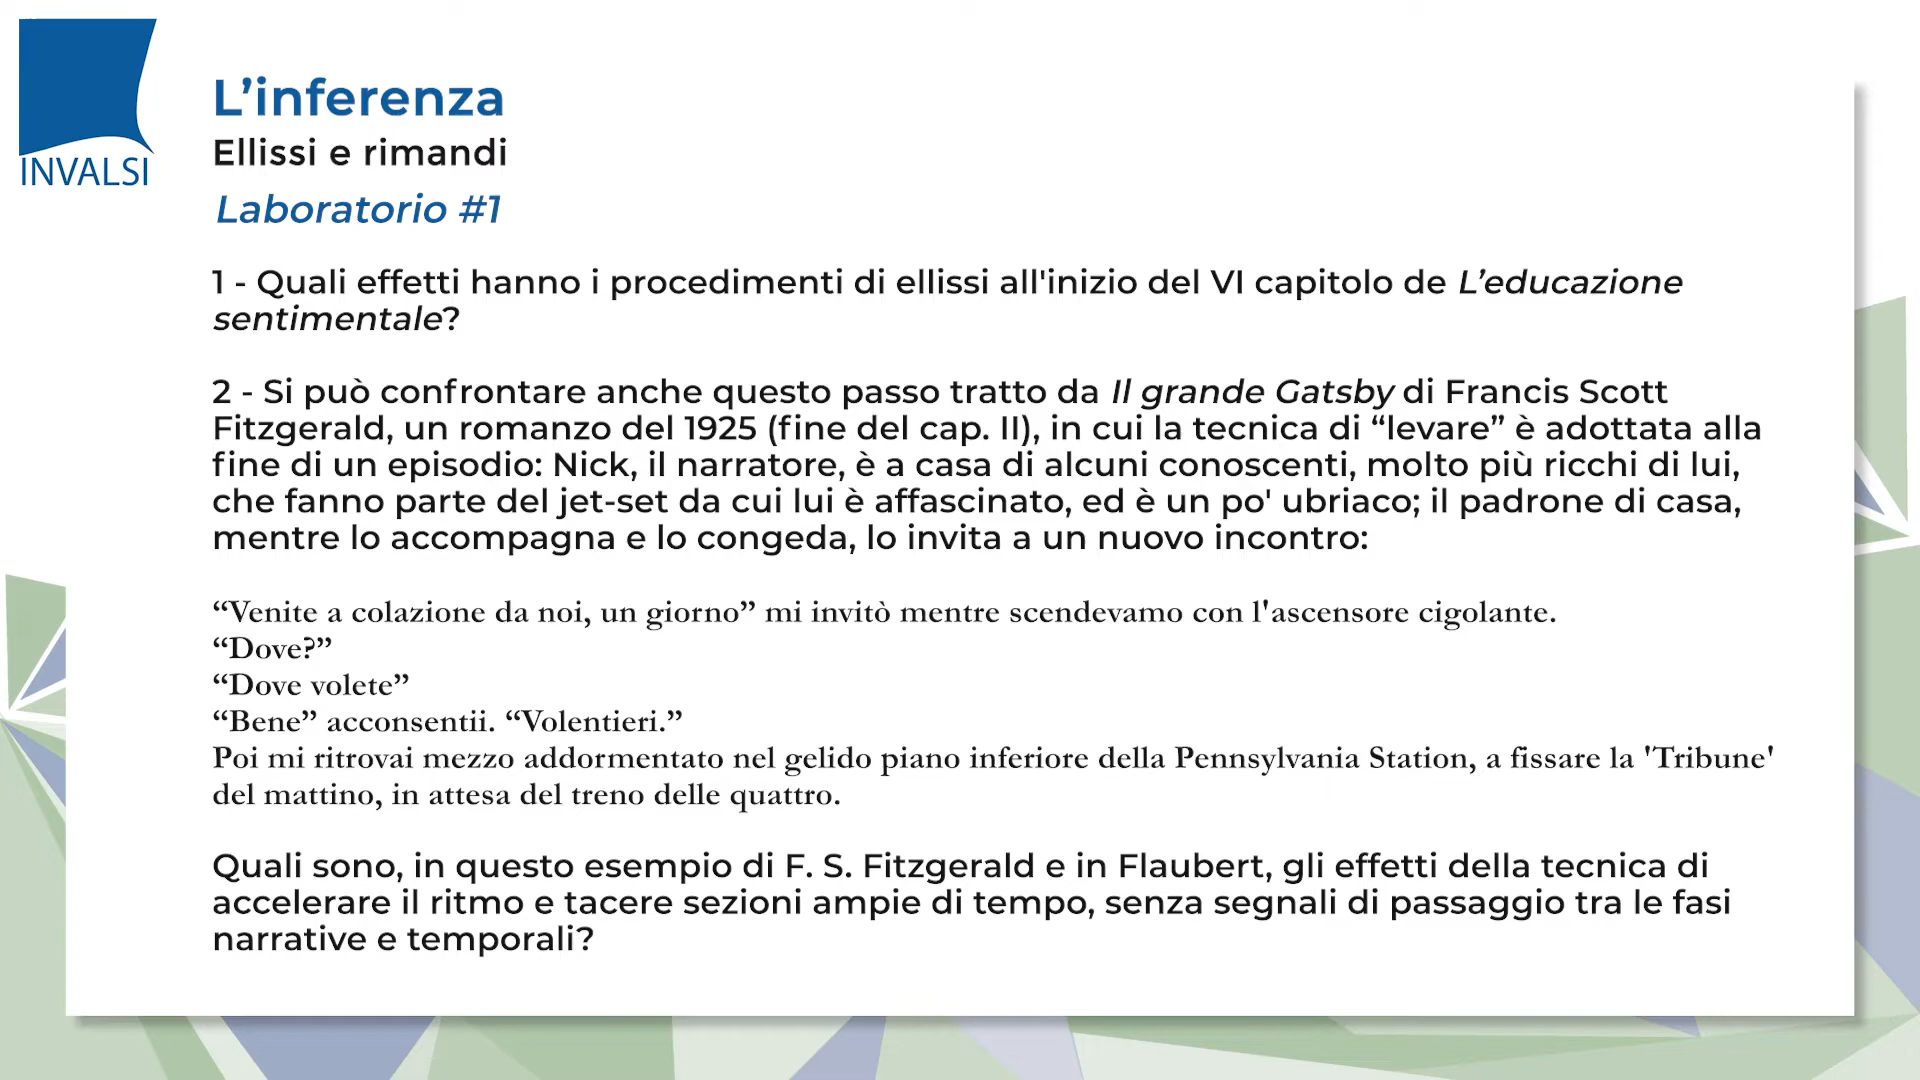 INVALSI
L’inferenza
Ellissi e rimandi
Laboratorio #1
1 - Quali effetti hanno i procedimenti di ellissi all'inizio del VI capitolo de L’educazione
sentimentale?
2 - Si può confrontare anche questo passo tratto da Il grande Gatsby di Francis Scott
Fitzgerald, un romanzo del 1925 (fine del cap. II), in cui la tecnica di “levare” è adottata alla
fine di un episodio: Nick, il narratore, è a casa di alcuni conoscenti, molto più ricchi di lui,
che fanno parte del jet-set da cui lui è affascinato, ed è un po' ubriaco; il padrone di casa,
mentre lo accompagna e lo congeda, lo invita a un nuovo incontro:
“Venite a colazione da noi, un giorno” mi invitò mentre scendevamo con l'ascensore cigolante.
“Dove?”
“Dove volete”
“Bene” acconsentii. “Volentieri.”
Poi mi ritrovai mezzo addormentato nel gelido piano inferiore della Pennsylvania Station, a fissare la 'Tribune'
del mattino, in attesa del treno delle quattro.
Quali sono, in questo esempio di F. S. Fitzgerald e in Flaubert, gli effetti della tecnica di
accelerare il ritmo e tacere sezioni ampie di tempo, senza segnali di passaggio tra le fasi
narrative e temporali?